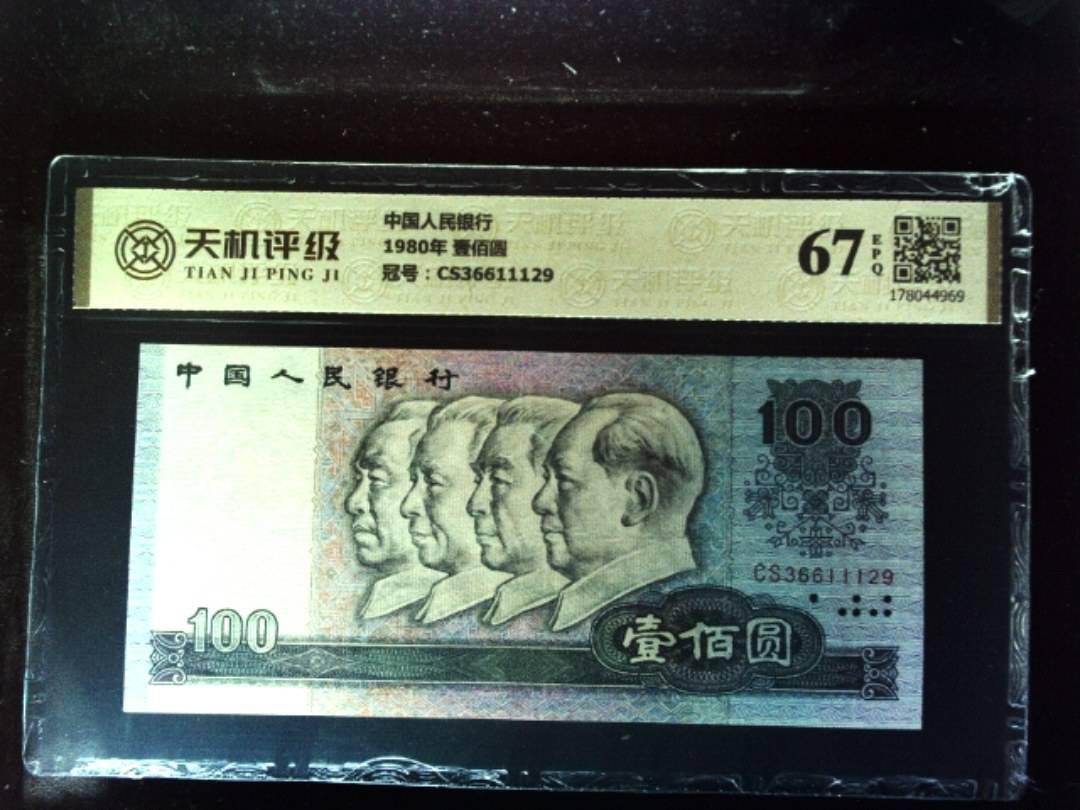 天机评级
TIAN JI PING JI
中国人民银行
1980年 壹佰圆
冠号：CS36611129
67
EPQ
178044969
中国人民银行
100
CS36611129
100
壹佰圆